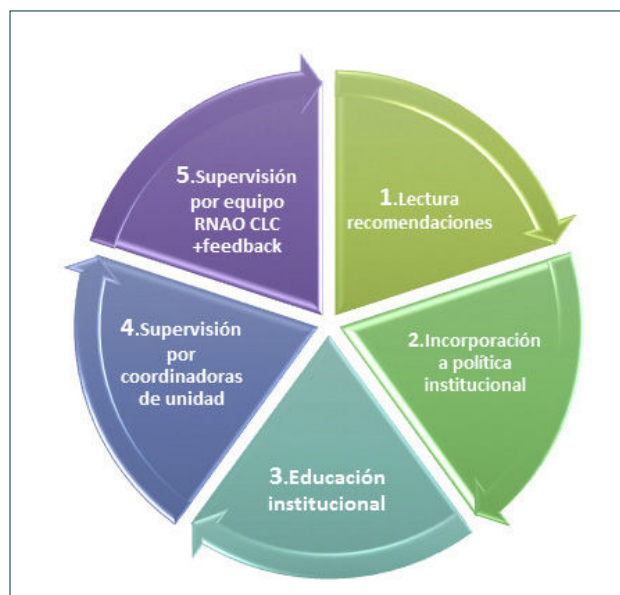 1.Lectura
recomendaciones
2.Incorporación
a política
institucional
3.Educación
institucional
4.Supervisión
por
coordinadoras
de unidad
5.Supervisión
por equipo
RNAO CLC
+feedback